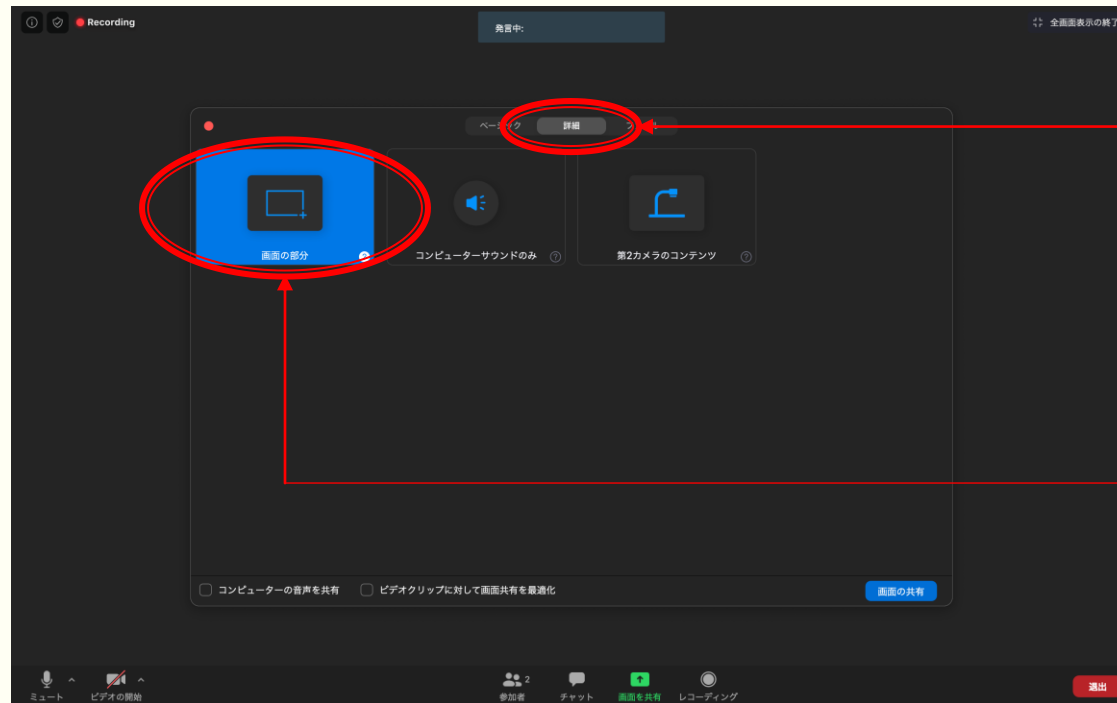 Recording
発言中:
全画面表示の終了
詳細
画面の部分
コンピューターサウンドのみ
第2カメラのコンテンツ
コンピューターの音声を共有
ビデオクリップに対して画面共有を最適化
画面の共有
ミュート
ビデオの開始
2
参加者
チャット
画面を共有
レコーディング
退出